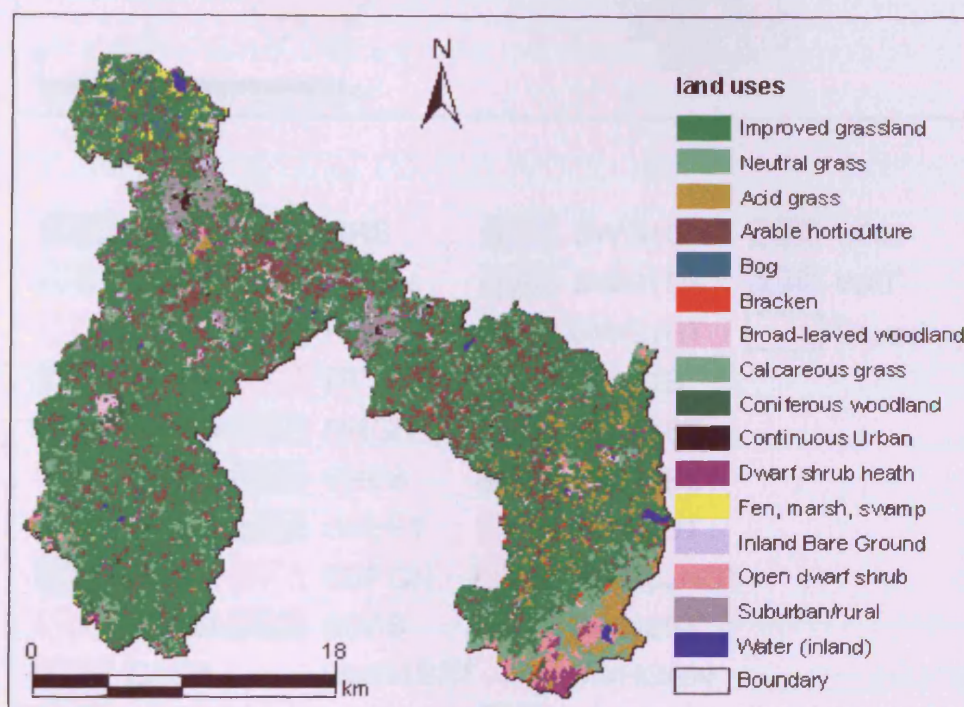 N
land uses
Improved grassland
Neutral grass
Acid grass
Arable horticulture
Bog
Bracken
Broad-leaved woodland
Calcareous grass
Coniferous woodland
Continuous Urban
Dwarf shrub heath
Fen, marsh, swamp
Inland Bare Ground
Open dwarf shrub
Suburban/rural
Water (inland)
Boundary
0 18
km